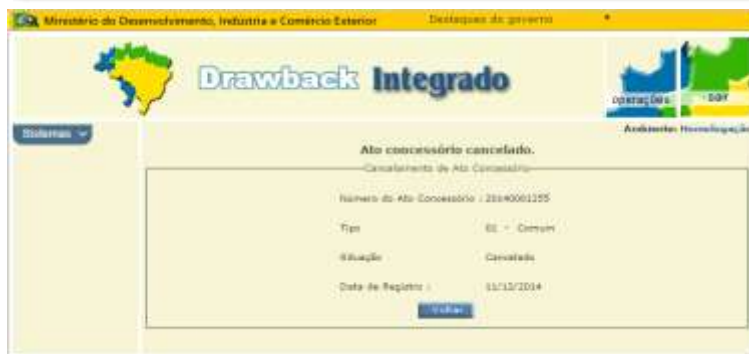 Ministério do Desenvolvimento, Indústria e Comércio Exterior
Destaques do governo
Drawback Integrado
operações
sair
Sistemas
Ambiente: Homologação
Ato concessório cancelado.
Cancelamento de Ato Concessório
Número do Ato Concessório : 20140001255
Tipo 01 - Comum
Situação Cancelado
Data de Registro : 11/12/2014
Voltar